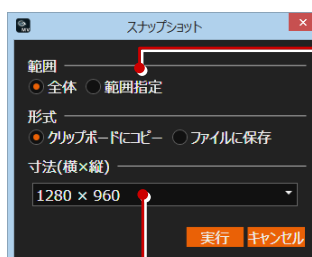 MV
スナップショット
×
範囲
全体 範囲指定
形式
クリップボードにコピー ファイルに保存
寸法(横×縦)
1280 × 960
実行 キャンセル